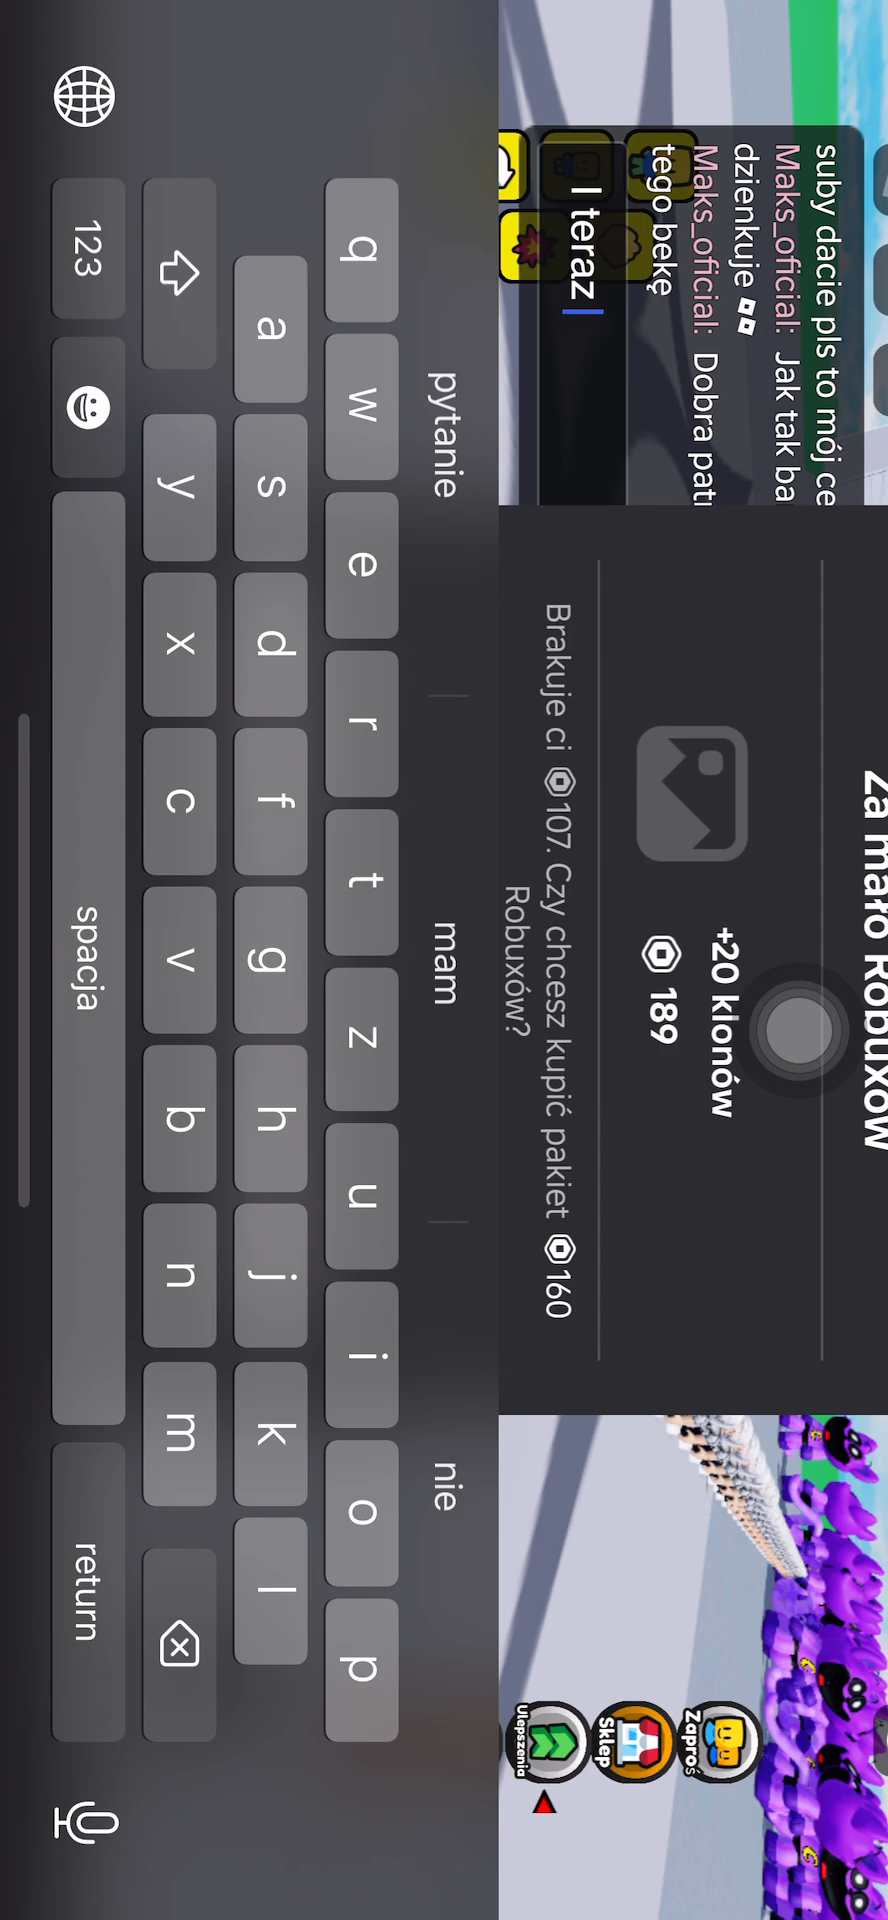 suby dacie pls to mój ce
Maks_oficial: Jak tak ba
dzienkuje
Maks_oficial: Dobra patr
tego bekę
I teraz
Za mało Robuxów
+20 klonów
189
Brakuje ci 107. Czy chcesz kupić pakiet 160
Robuxów?
Zaproś
Sklep
Ulepszenia
pytanie mam nie
q w e r t z u i o p
a s d f g h j k l
y x c v b n m
123 spacja return